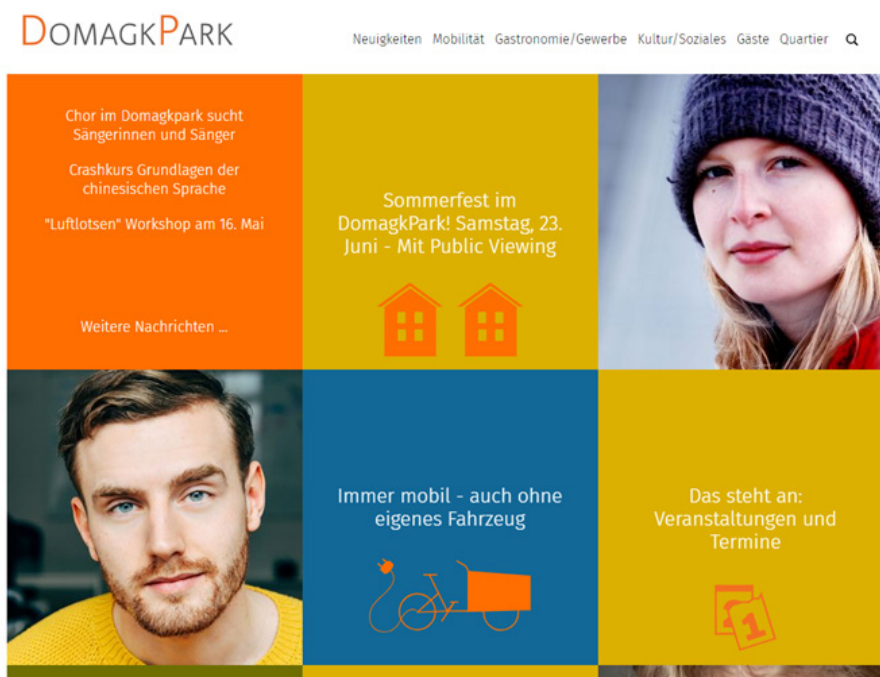 DOMAGKPARK
Neuigkeiten Mobilität Gastronomie/Gewerbe Kultur/Soziales Gäste Quartier
Chor im Domagkpark sucht
Sängerinnen und Sänger
Crashkurs Grundlagen der
chinesischen Sprache
"Luftlotsen" Workshop am 16. Mai
Weitere Nachrichten ...
Sommerfest im
DomagkPark! Samstag, 23.
Juni - Mit Public Viewing
Immer mobil - auch ohne
eigenes Fahrzeug
Das steht an:
Veranstaltungen und
Termine
1